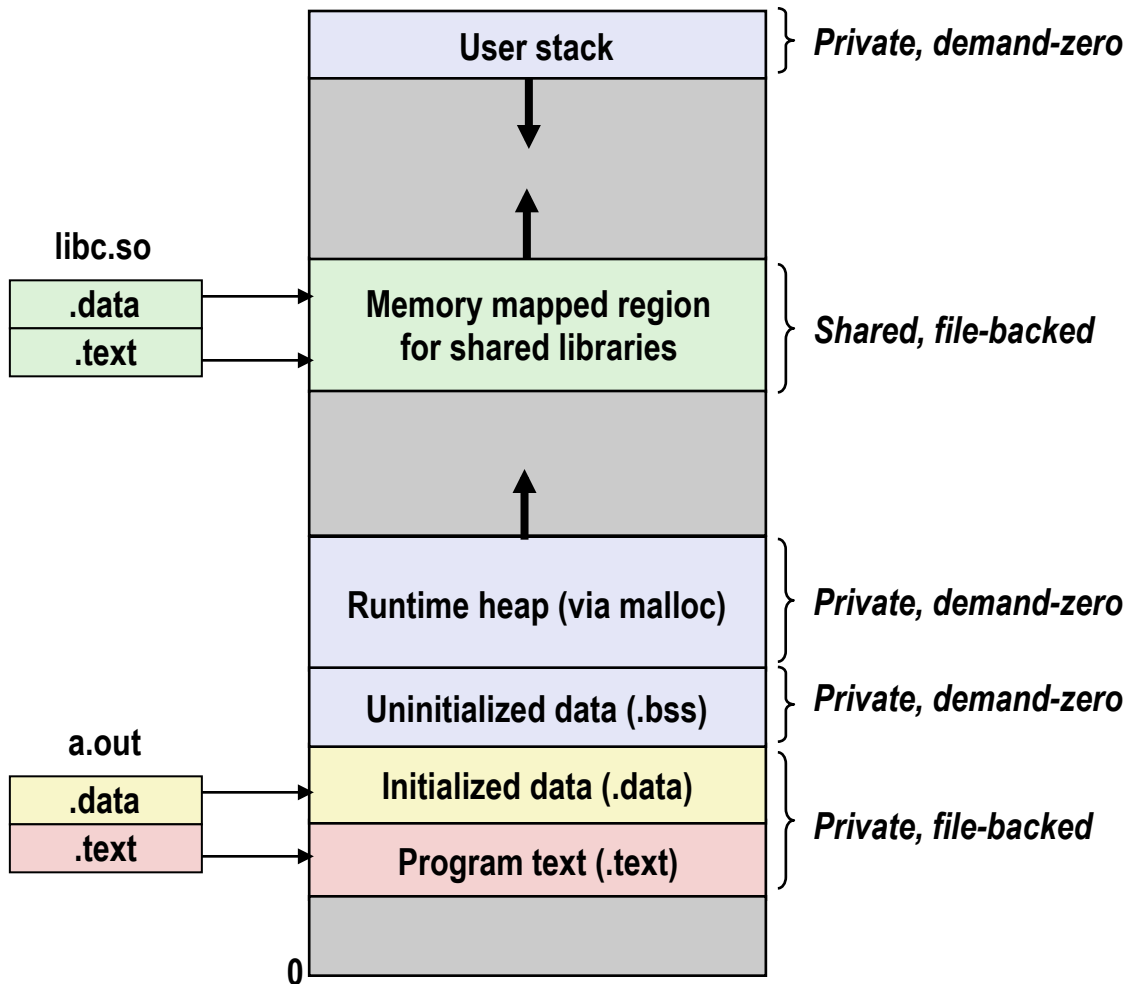 User stack
Private, demand-zero
libc.so
.data
.text
Memory mapped region
for shared libraries
Shared, file-backed
Runtime heap (via malloc)
Private, demand-zero
Uninitialized data (.bss)
Private, demand-zero
a.out
.data
.text
Initialized data (.data)
Program text (.text)
Private, file-backed
0